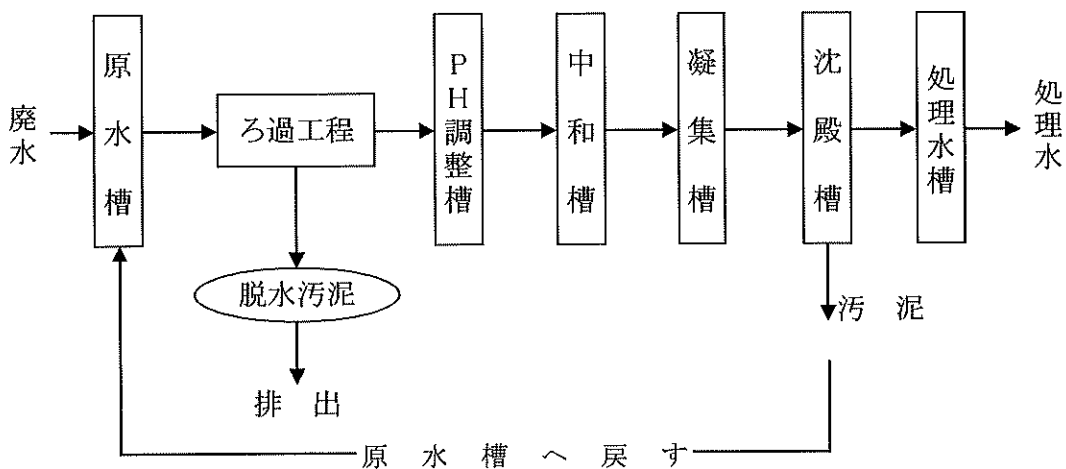 廃水
原水槽
ろ過工程
PH調整槽
中和槽
凝集槽
沈殿槽
処理水槽
処理水
脱水汚泥
汚泥
排出
原水槽へ戻す